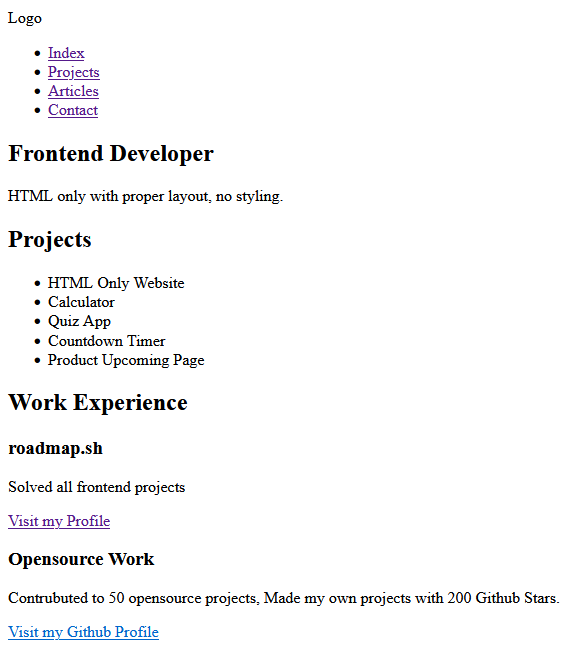 Logo
Index
Projects
Articles
Contact
Frontend Developer
HTML only with proper layout, no styling.
Projects
HTML Only Website
Calculator
Quiz App
Countdown Timer
Product Upcoming Page
Work Experience
roadmap.sh
Solved all frontend projects
Visit my Profile
Opensource Work
Contrubuted to 50 opensource projects, Made my own projects with 200 Github Stars.
Visit my Github Profile